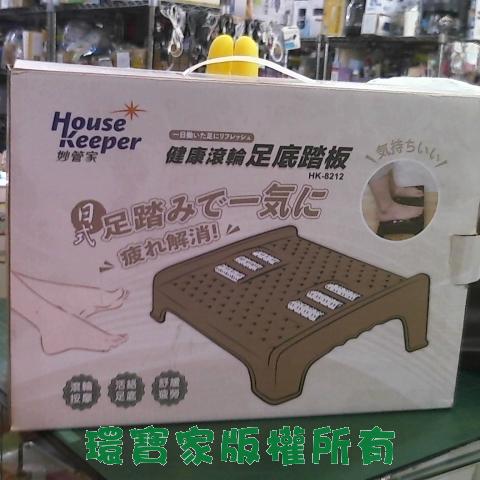 House
Keeper
妙管家
一日働いた足にリフレッシュ
健康滾輪足底踏板
HK-8212
気持ちいい
足踏みで一気に
疲れ解消!
滾輪
按摩
活絡
足底
舒緩
疲勞
環寶家版權所有